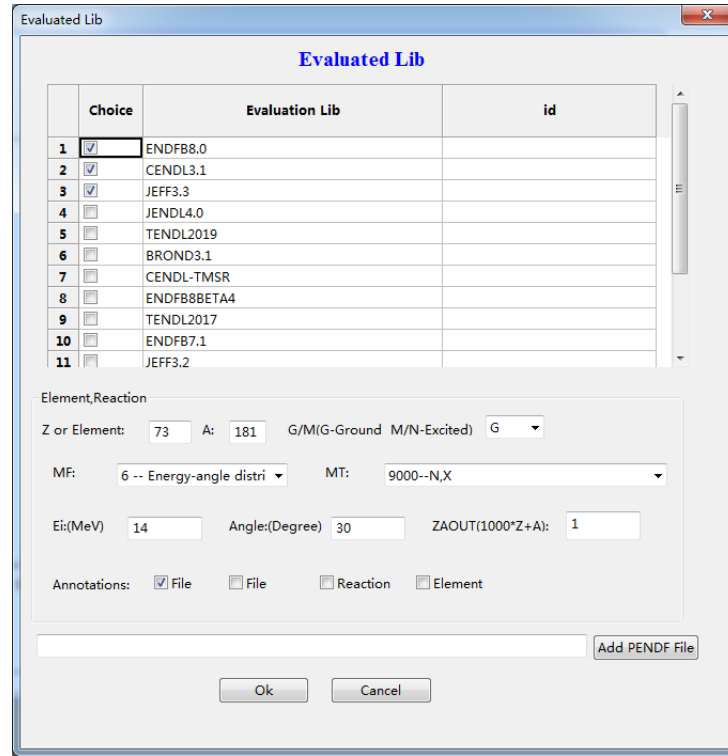 Evaluated Lib
Evaluated Lib
Choice Evaluation Lib id
1 ENDFB8.0
2 CENDL3.1
3 JEFF3.3
4 JENDL4.0
5 TENDL2019
6 BROND3.1
7 CENDL-TMSR
8 ENDFB8BETA4
9 TENDL2017
10 ENDFB7.1
11 JEFF3.2
Element,Reaction
Z or Element: 73 A: 181 G/M(G-Ground M/N-Excited) G
MF: 6 -- Energy-angle distri MT: 9000--N,X
Ei:(MeV) 14 Angle:(Degree) 30 ZAOUT(1000*Z+A): 1
Annotations: File File Reaction Element
Add PENDF File
Ok Cancel